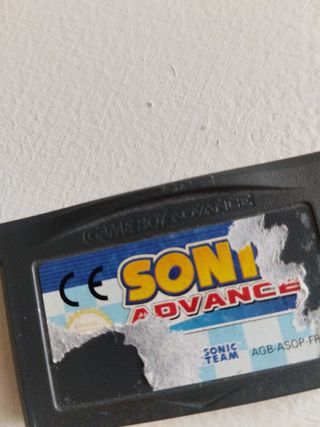 GAME BOY ADVANCE
CE SONI
ADVANCE
SONIC
TEAM
AGB-ASOP-FR